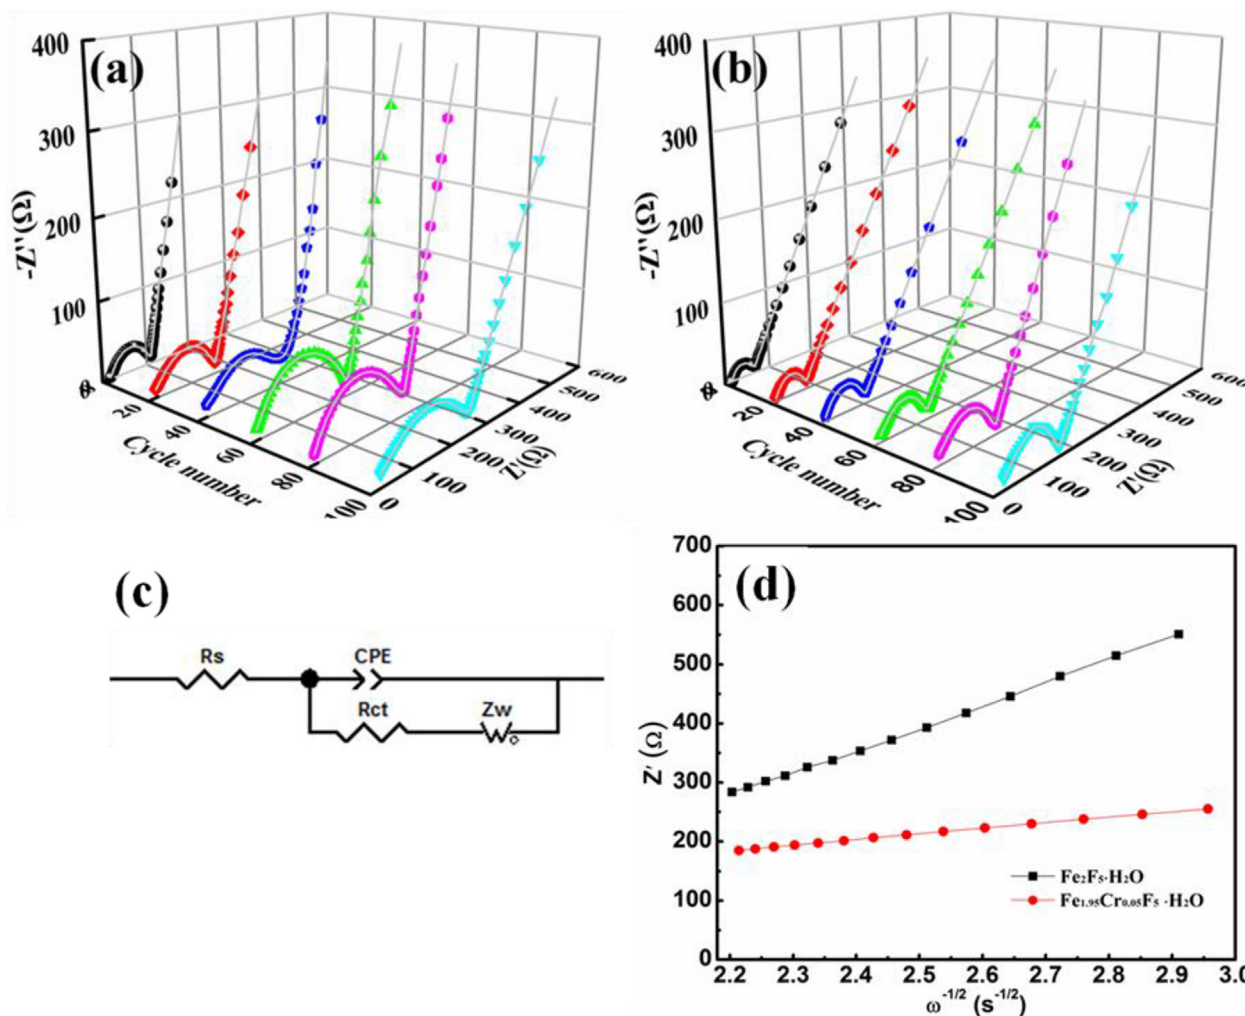 (a)
400
300
200
100
0
-Z''(Ω)
20
40
60
80
100
Cycle number
0
100
200
300
400
500
600
Z'(Ω)
(b)
400
300
200
100
0
-Z''(Ω)
20
40
60
80
100
Cycle number
0
100
200
300
400
500
600
Z'(Ω)
(c)
Rs
CPE
Rct
Zw
(d)
700
600
500
400
300
200
100
0
Z' (Ω)
Fe₂F₅·H₂O
Fe₁.₉₅Cr₀.₀₅F₅ ·H₂O
2.2 2.3 2.4 2.5 2.6 2.7 2.8 2.9 3.0
ω⁻¹/² (s⁻¹/²)